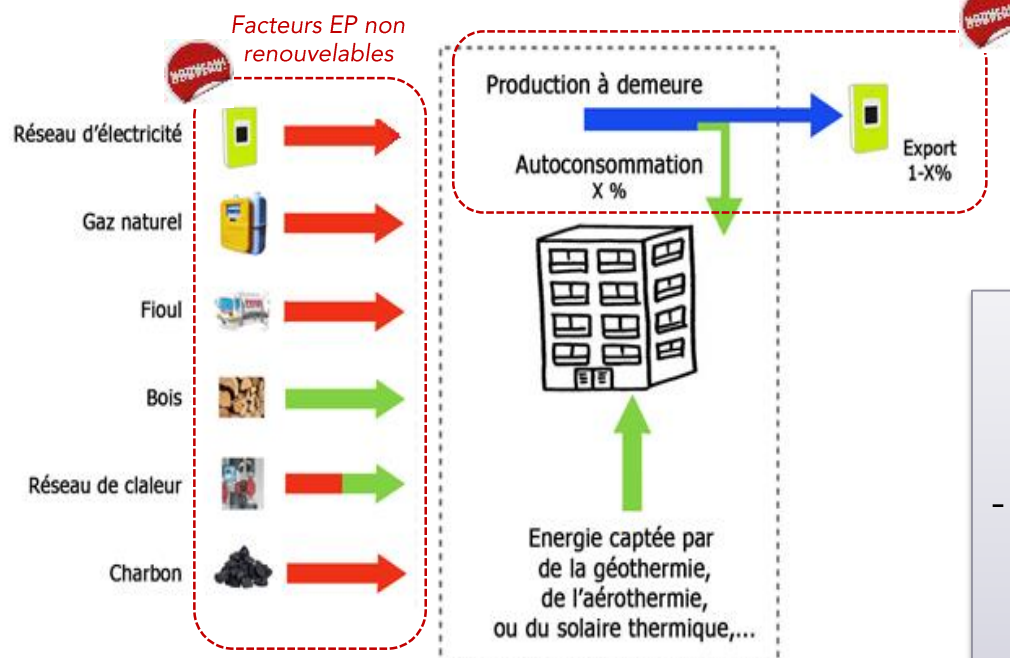 Facteurs EP non
renouvelables
NOUVEAU!
Réseau d'électricité
Gaz naturel
Fioul
Bois
Réseau de claleur
Charbon
Production à demeure
Autoconsommation
X %
Export
1-X%
Energie captée par
de la géothermie,
de l'aérothermie,
ou du solaire thermique,...
-